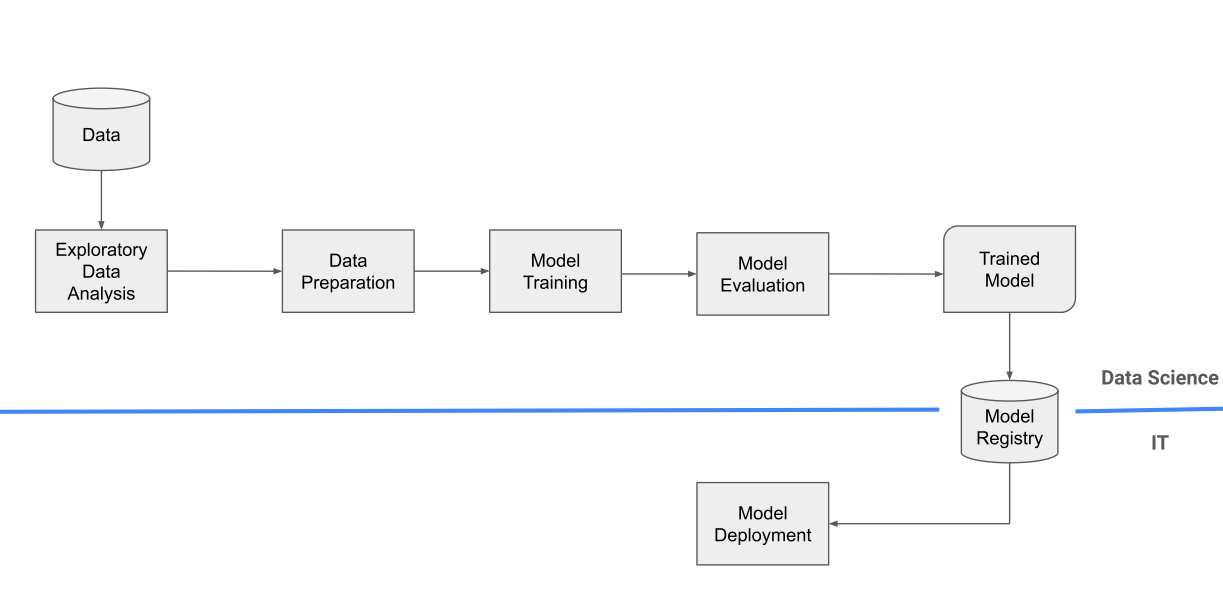 Data
Exploratory
Data
Analysis
Data
Preparation
Model
Training
Model
Evaluation
Trained
Model
Data Science
Model
Registry
IT
Model
Deployment